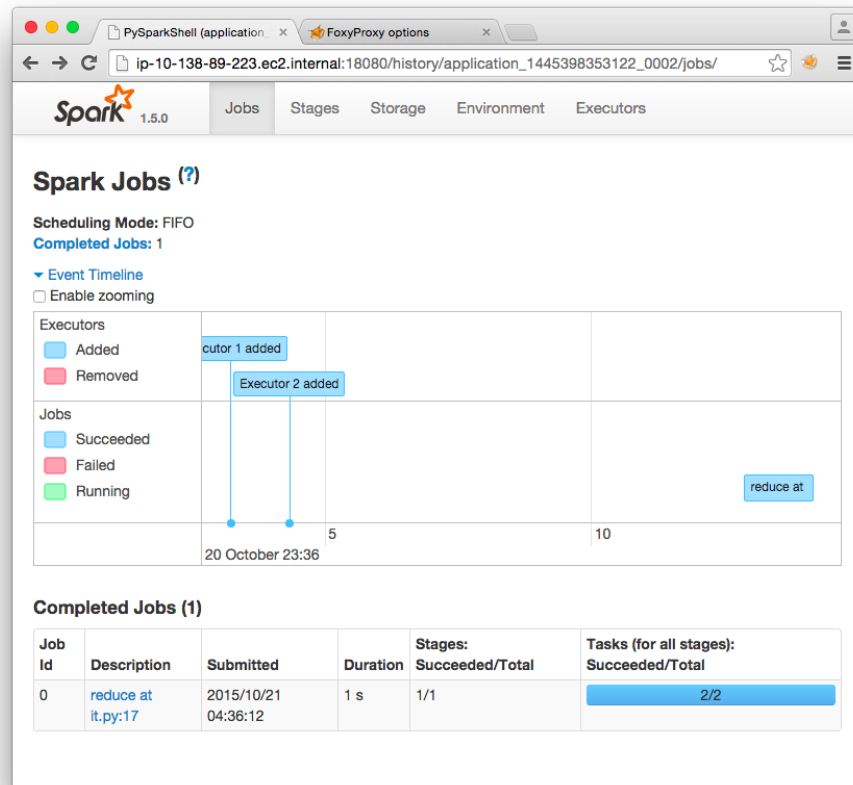 PySparkShell (application_
FoxyProxy options
ip-10-138-89-223.ec2.internal:18080/history/application_1445398353122_0002/jobs/
Spark 1.5.0
Jobs
Stages
Storage
Environment
Executors
Spark Jobs (?)
Scheduling Mode: FIFO
Completed Jobs: 1
Event Timeline
Enable zooming
Executors
Added
Removed
cutor 1 added
Executor 2 added
Jobs
Succeeded
Failed
Running
reduce at
5
10
20 October 23:36
Completed Jobs (1)
Job Id
Description
Submitted
Duration
Stages: Succeeded/Total
Tasks (for all stages): Succeeded/Total
0
reduce at
it.py:17
2015/10/21
04:36:12
1 s
1/1
2/2